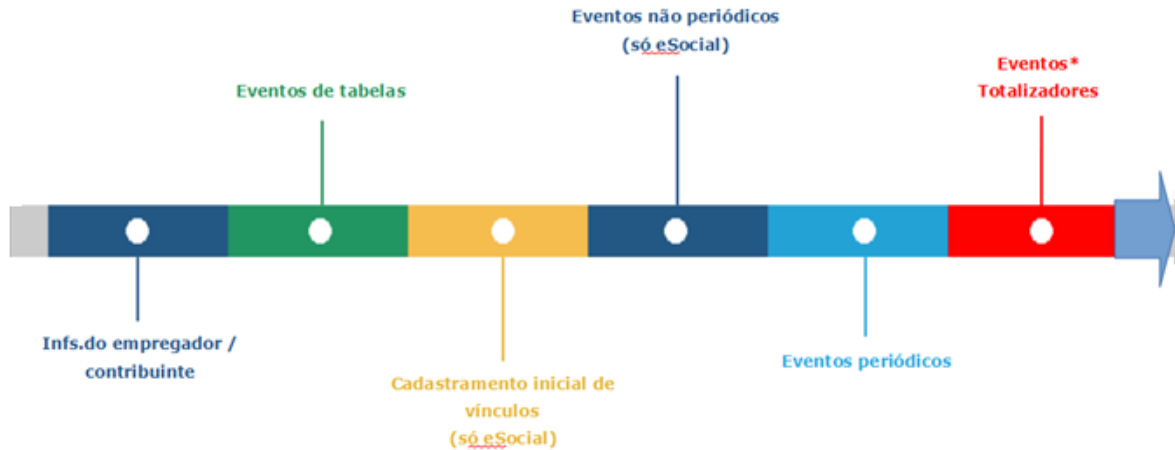 Eventos não periódicos
(só eSocial)
Eventos de tabelas
Eventos*
Totalizadores
Infs.do empregador /
contribuinte
Cadastramento inicial de
vínculos
(só eSocial)
Eventos periódicos